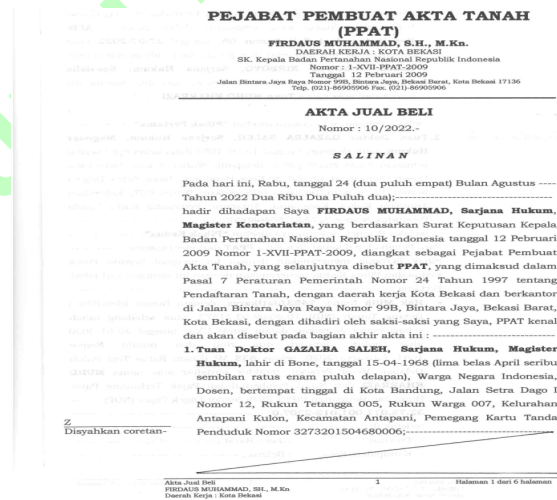 PEJABAT PEMBUAT AKTA TANAH
(PPAT)
FIRDAUS MUHAMMAD, S.H., M.Kn.
DAERAH KERJA : KOTA BEKASI
SK. Kepala Badan Pertanahan Nasional Republik Indonesia
Nomor : 1-XVII-PPAT-2009
Tanggal 12 Pebruari 2009
Jalan Bintara Jaya Raya Nomor 99B, Bintara Jaya, Bekasi Barat, Kota Bekasi 17136
Telp. (021)-86905906 Fax. (021)-86905906
AKTA JUAL BELI
Nomor : 10/2022.-
S A L I N A N
Pada hari ini, Rabu, tanggal 24 (dua puluh empat) Bulan Agustus ----
Tahun 2022 Dua Ribu Dua Puluh dua);-----------------------------------
hadir dihadapan Saya FIRDAUS MUHAMMAD, Sarjana Hukum,
Magister Kenotariatan, yang berdasarkan Surat Keputusan Kepala
Badan Pertanahan Nasional Republik Indonesia tanggal 12 Pebruari
2009 Nomor 1-XVII-PPAT-2009, diangkat sebagai Pejabat Pembuat
Akta Tanah, yang selanjutnya disebut PPAT, yang dimaksud dalam
Pasal 7 Peraturan Pemerintah Nomor 24 Tahun 1997 tentang
Pendaftaran Tanah, dengan daerah kerja Kota Bekasi dan berkantor
di Jalan Bintara Jaya Raya Nomor 99B, Bintara Jaya, Bekasi Barat,
Kota Bekasi, dengan dihadiri oleh saksi-saksi yang Saya, PPAT kenal
dan akan disebut pada bagian akhir akta ini : --------------------------
1. Tuan Doktor GAZALBA SALEH, Sarjana Hukum, Magister
Hukum, lahir di Bone, tanggal 15-04-1968 (lima belas April seribu
sembilan ratus enam puluh delapan), Warga Negara Indonesia,
Dosen, bertempat tinggal di Kota Bandung, Jalan Setra Dago I
Nomor 12, Rukun Tetangga 005, Rukun Warga 007, Kelurahan
Antapani Kulon, Kecamatan Antapani, Pemegang Kartu Tanda
Penduduk Nomor 3273201504680006;-----------------------------------
Z
Disyahkan coretan-
Akta Jual Beli 1 Halaman 1 dari 6 halaman
FIRDAUS MUHAMMAD, SH., M.Kn
Daerah Kerja : Kota Bekasi